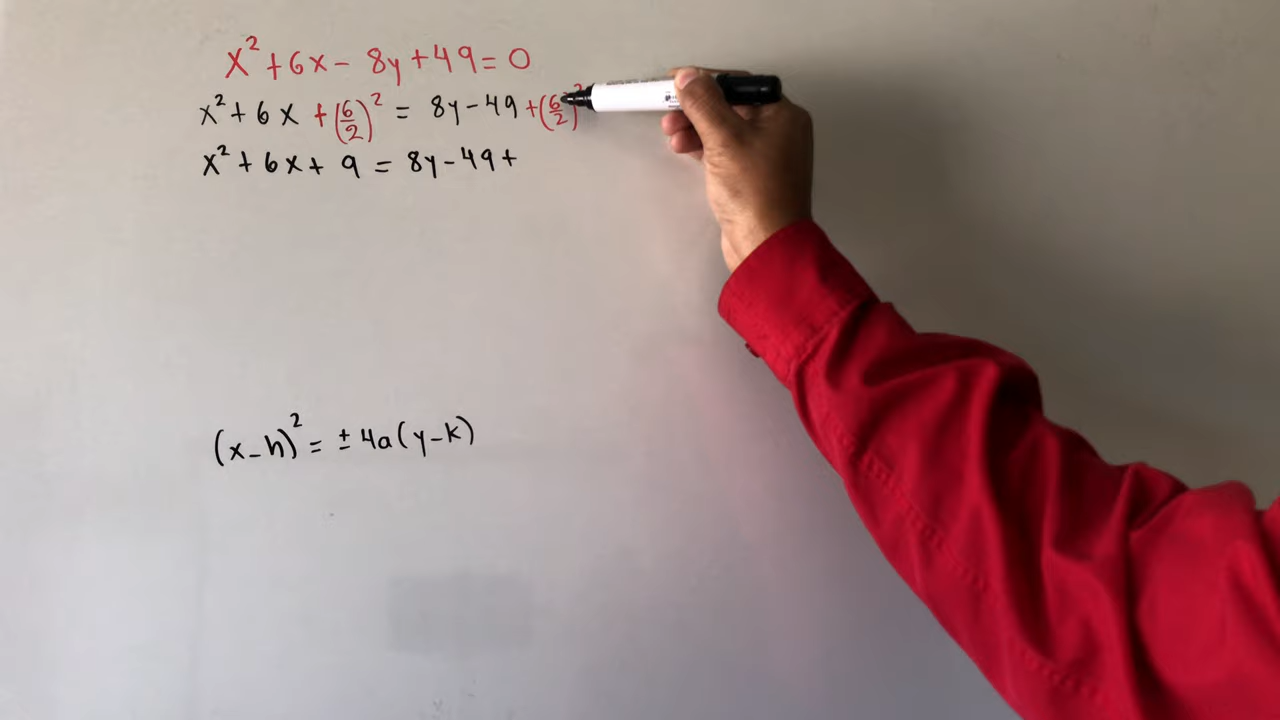 x² + 6x - 8y + 49 = 0
x² + 6x + (6/2)² = 8y - 49 + (6/2)²
x² + 6x + 9 = 8y - 49 +
(x - h)² = ± 4a(y - k)